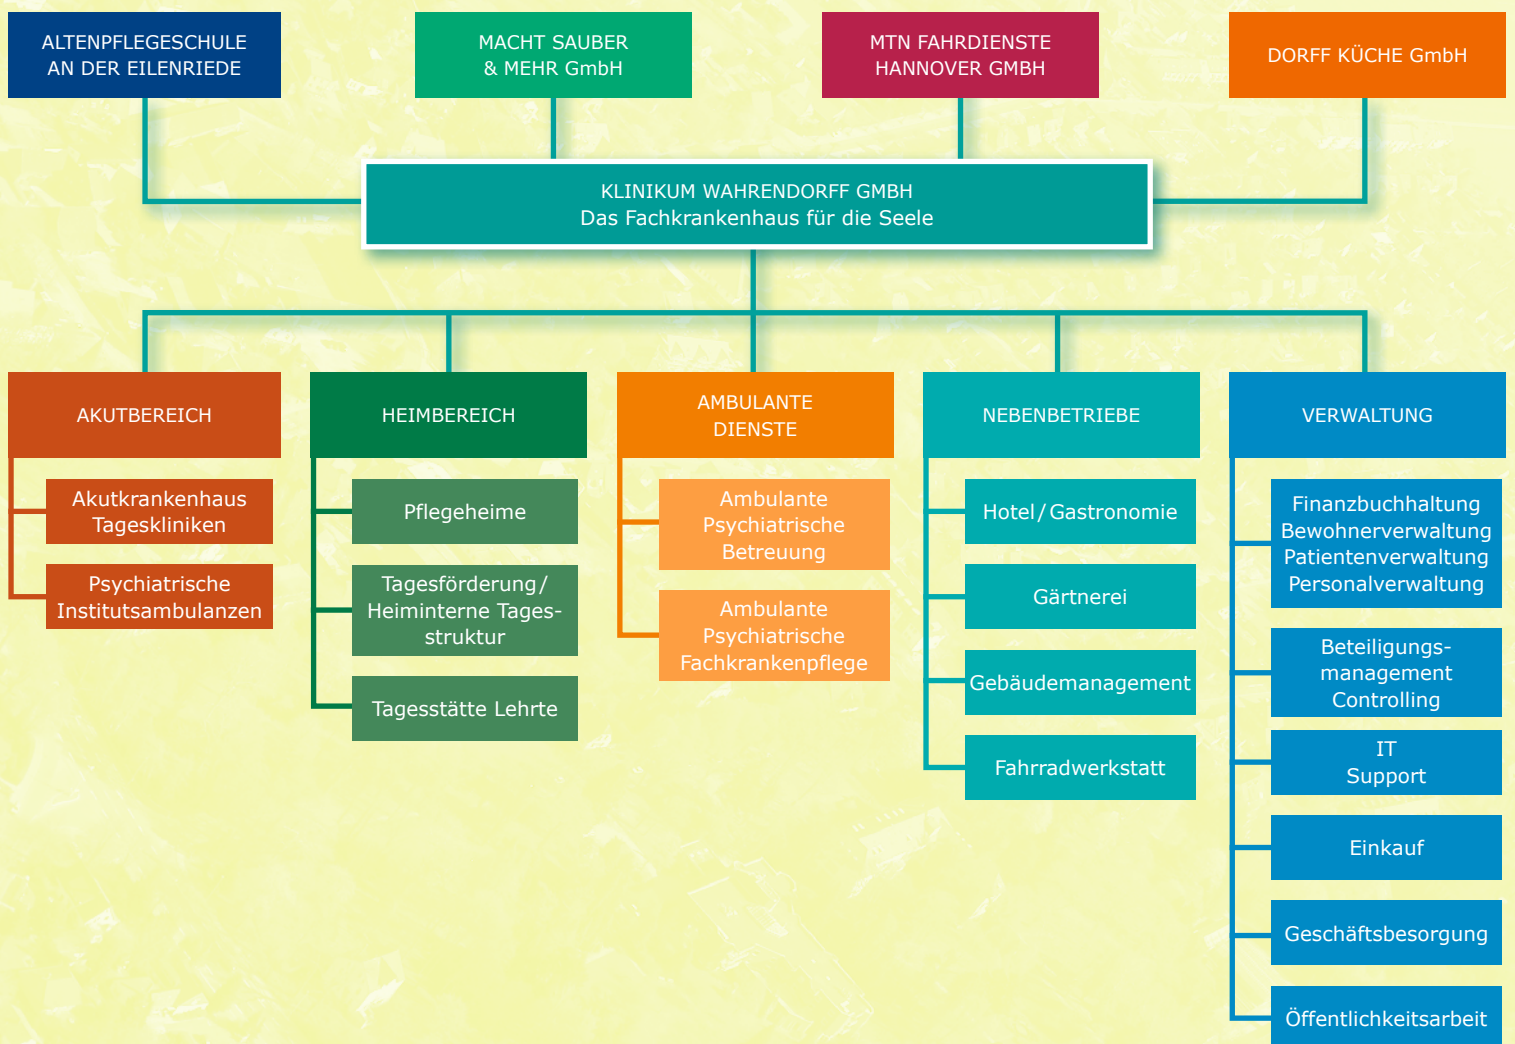 ALTENPFLEGESCHULE
AN DER EILENRIEDE
MACHT SAUBER
& MEHR GmbH
MTN FAHRDIENSTE
HANNOVER GMBH
DORFF KÜCHE GmbH
KLINIKUM WAHRENDORFF GMBH
Das Fachkrankenhaus für die Seele
AKUTBEREICH
Akutkrankenhaus
Tageskliniken
Psychiatrische
Institutsambulanzen
HEIMBEREICH
Pflegeheime
Tagesförderung/
Heiminterne Tages-
struktur
Tagesstätte Lehrte
AMBULANTE
DIENSTE
Ambulante
Psychiatrische
Betreuung
Ambulante
Psychiatrische
Fachkrankenpflege
NEBENBETRIEBE
Hotel/Gastronomie
Gärtnerei
Gebäudemanagement
Fahrradwerkstatt
VERWALTUNG
Finanzbuchhaltung
Bewohnerverwaltung
Patientenverwaltung
Personalverwaltung
Beteiligungs-
management
Controlling
IT
Support
Einkauf
Geschäftsbesorgung
Öffentlichkeitsarbeit